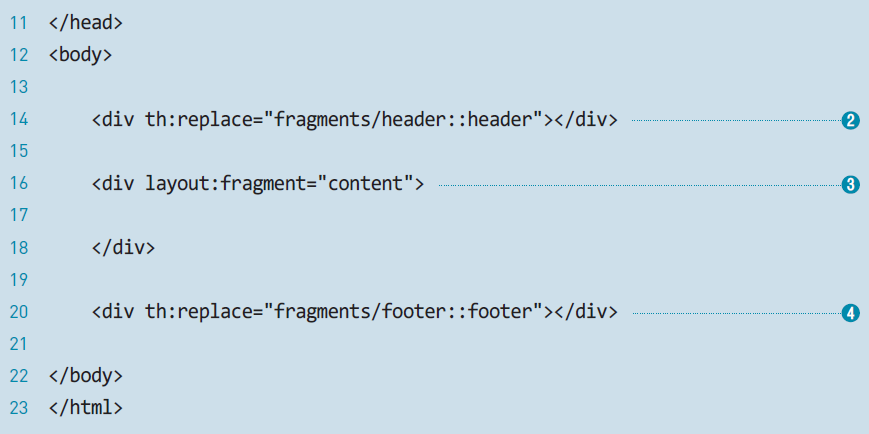 11 </head>
12 <body>
13
14 <div th:replace="fragments/header::header"></div> 2
15
16 <div layout:fragment="content"> 3
17
18 </div>
19
20 <div th:replace="fragments/footer::footer"></div> 4
21
22 </body>
23 </html>